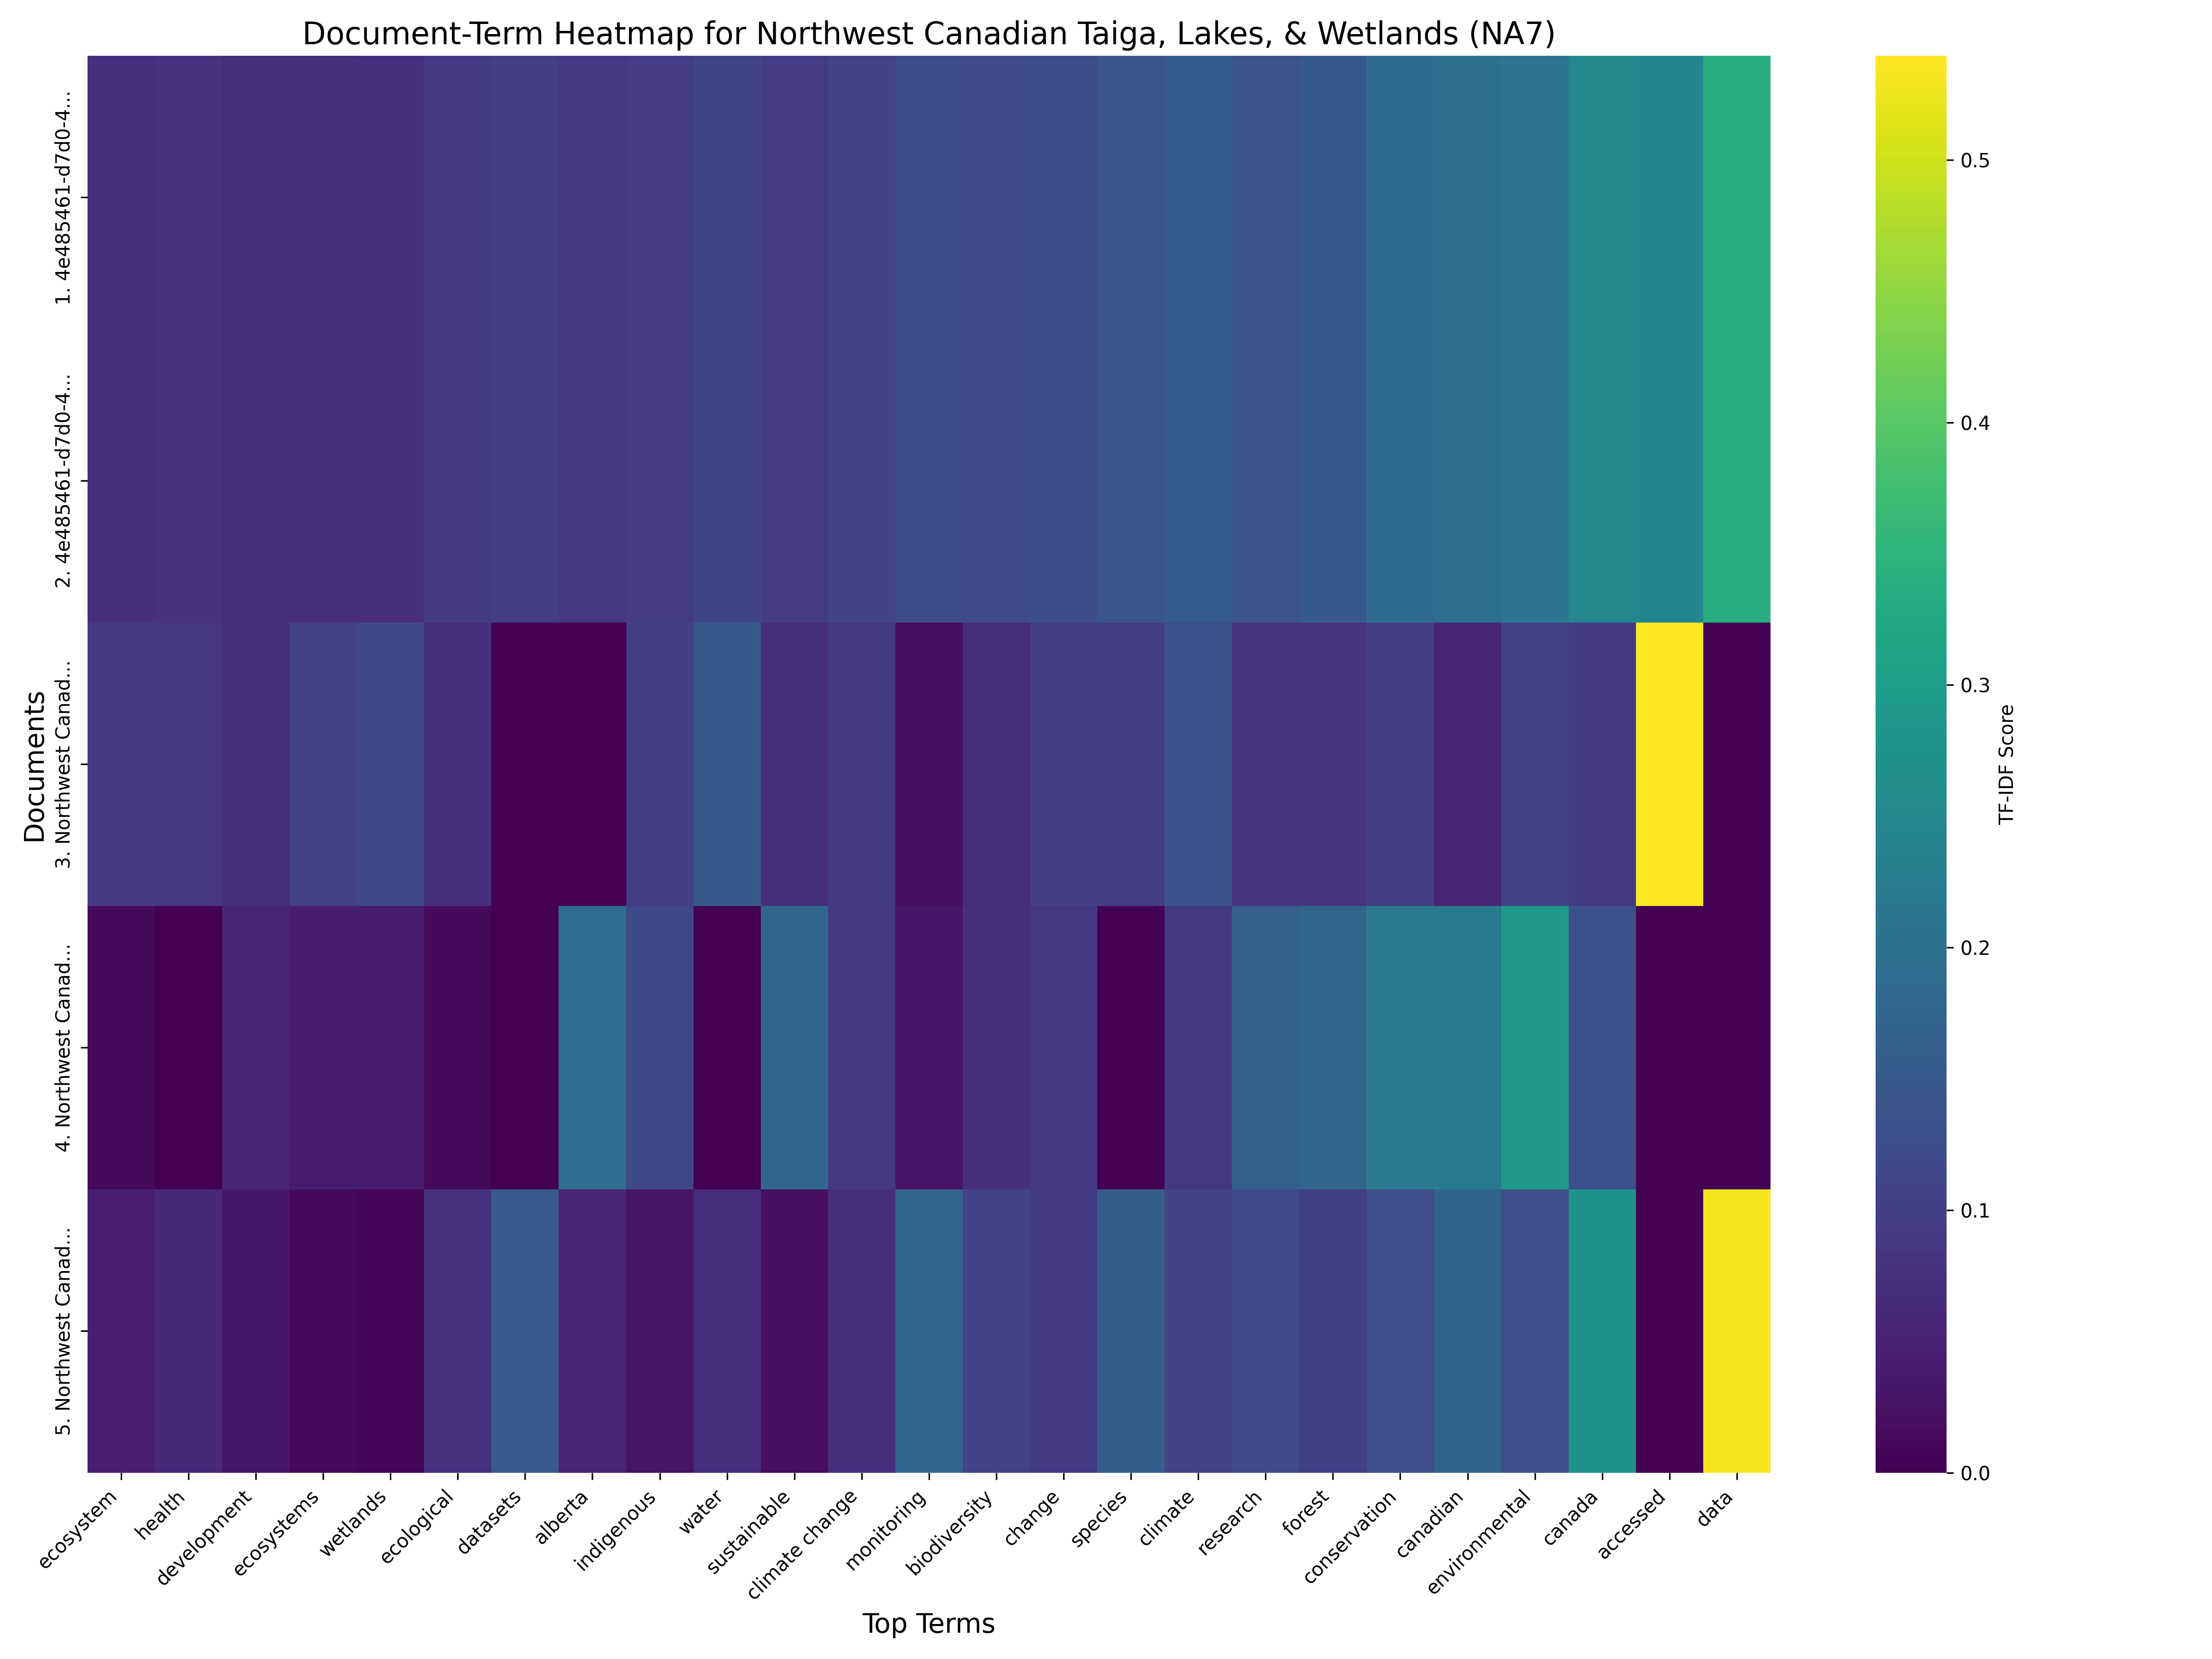 Document-Term Heatmap for Northwest Canadian Taiga, Lakes, & Wetlands (NA7)
Documents
1. 4e485461-d7d0-4...
2. 4e485461-d7d0-4...
3. Northwest Canad...
4. Northwest Canad...
5. Northwest Canad...
ecosystem
health
development
ecosystems
wetlands
ecological
datasets
alberta
indigenous
water
sustainable
climate change
monitoring
biodiversity
change
species
climate
research
forest
conservation
canadian
environmental
canada
accessed
data
Top Terms
0.5
0.4
0.3
0.2
0.1
0.0
TF-IDF Score